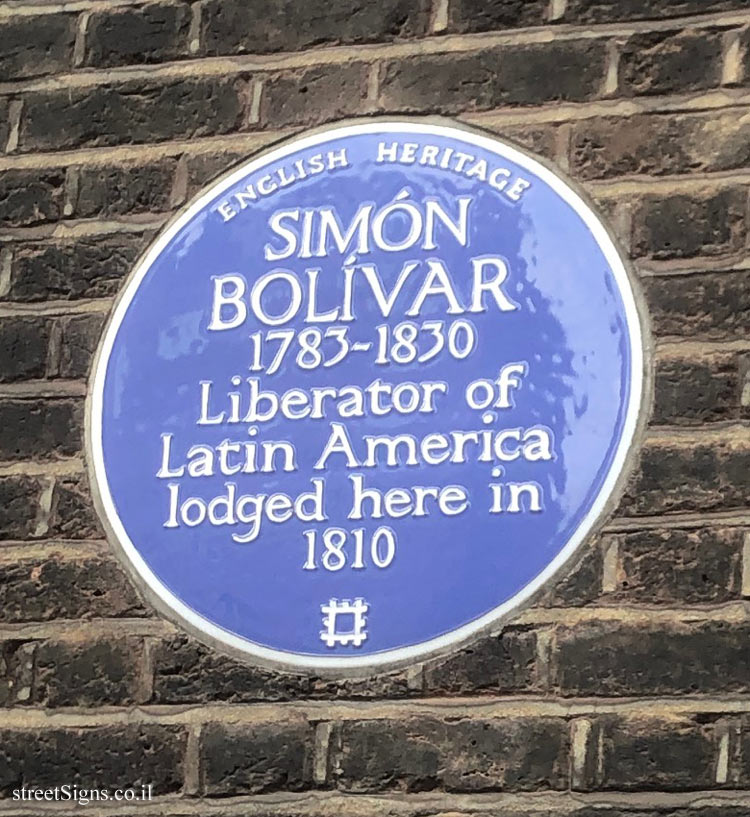 ENGLISH HERITAGE
SIMÓN
BOLÍVAR
1783-1830
Liberator of
Latin America
lodged here in
1810
streetSigns.co.il